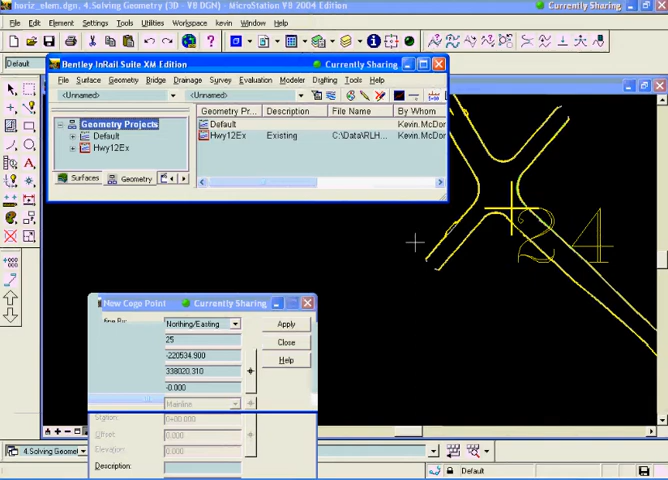 horiz_elem.dgn, 4.Solving Geometry (3D - V8 DGN) - MicroStation V8 2004 Edition
Currently Sharing
File Edit Element Settings Tools Utilities Workspace kevin Window Help
Default
Bentley InRail Suite XM Edition
Currently Sharing
File Surface Geometry Bridge Drainage Survey Evaluation Modeler Drafting Tools Help
<Unnamed>
<Unnamed>
Geometry Projects
Default
Hwy12Ex
Surfaces
Geometry
Geometry Pr...
Description
File Name
By Whom
Default
Kevin.McDon
Hwy12Ex
Existing
C:\Data\RLH...
Kevin.McDon
24
New Cogo Point
Currently Sharing
Northing/Easting
25
-220534.900
338020.310
-0.000
Mainline
Station:
0+00.000
Offset:
0.000
Elevation:
0.000
Description:
Apply
Close
Help
4.Solving Geometry
Default